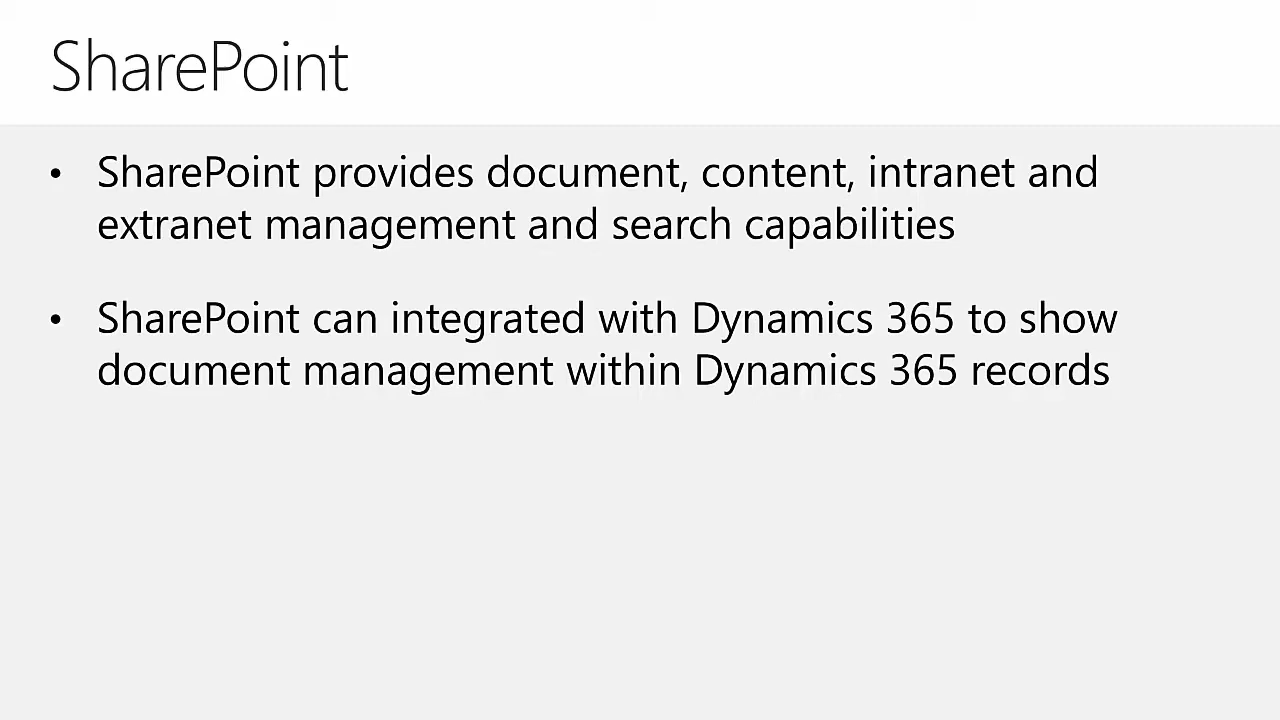 SharePoint
• SharePoint provides document, content, intranet and
extranet management and search capabilities
• SharePoint can integrated with Dynamics 365 to show
document management within Dynamics 365 records